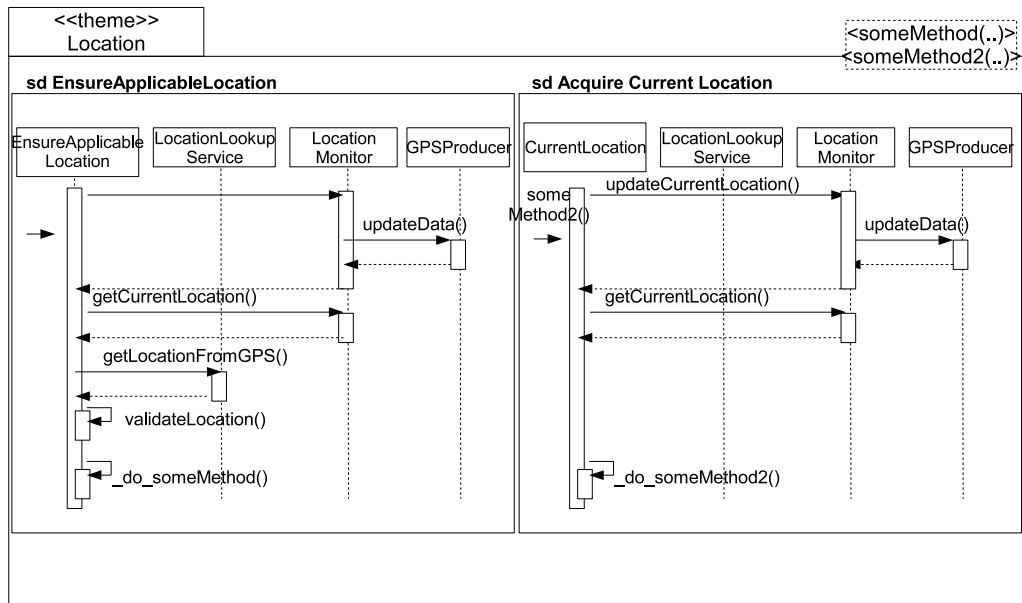 <<theme>>
Location
<someMethod(..)>
<someMethod2(..)>
sd EnsureApplicableLocation
EnsureApplicable
Location
LocationLookup
Service
Location
Monitor
GPSProducer
updateData()
getCurrentLocation()
getLocationFromGPS()
validateLocation()
_do_someMethod()
sd Acquire Current Location
CurrentLocation
LocationLookup
Service
Location
Monitor
GPSProducer
some
Method2()
updateCurrentLocation()
updateData()
getCurrentLocation()
_do_someMethod2()